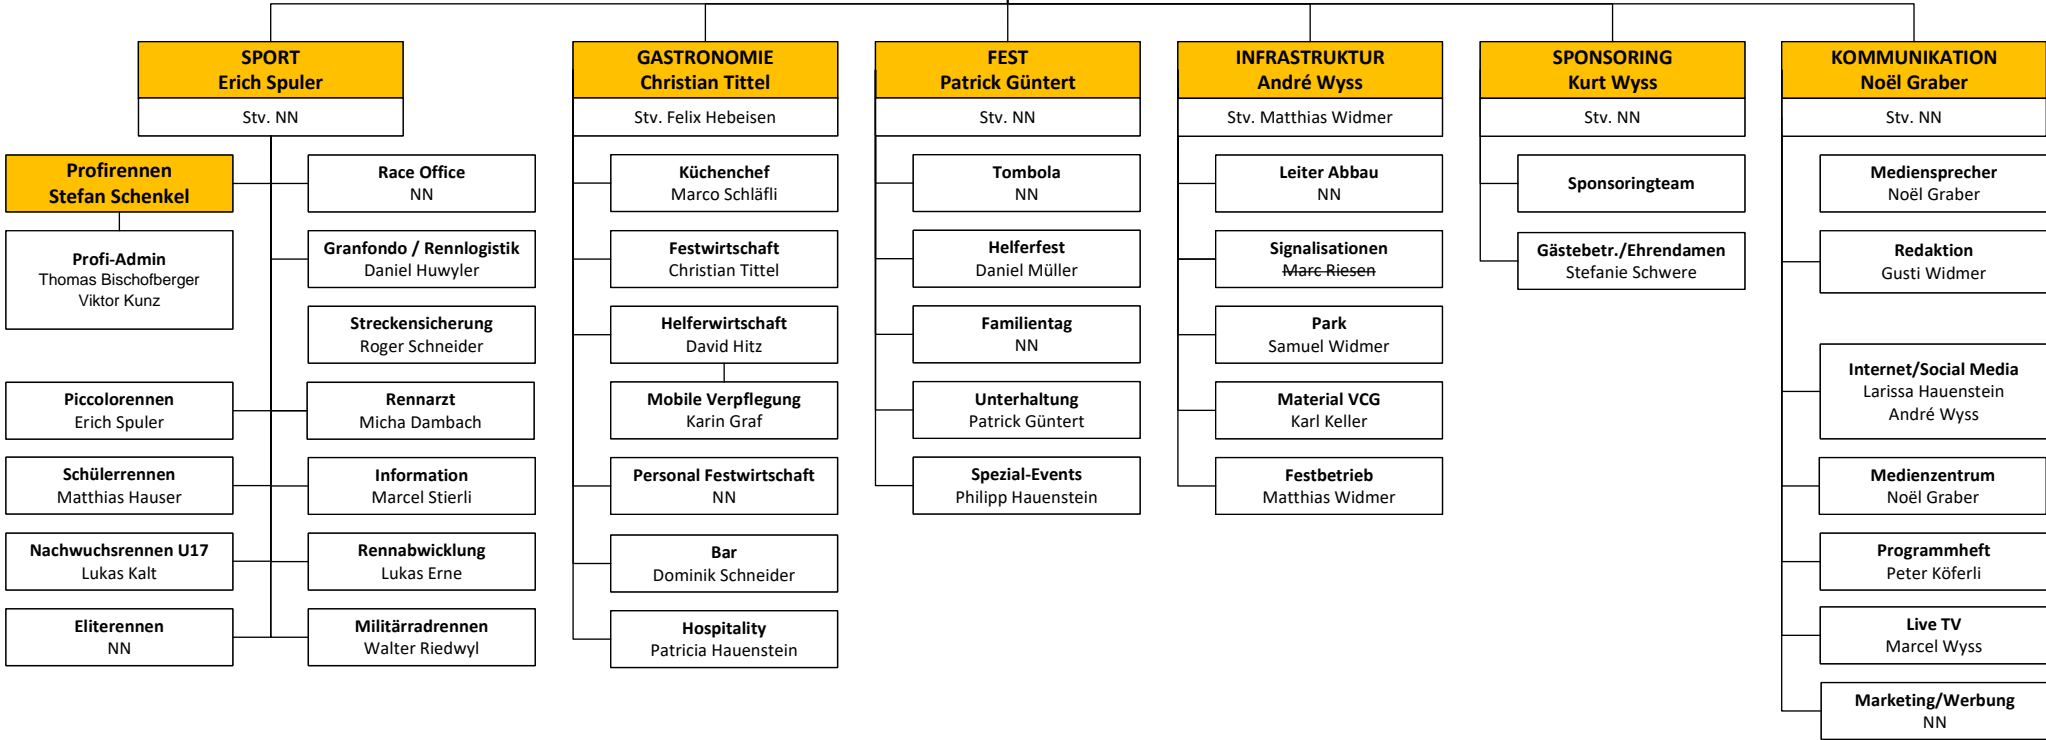 SPORT
Erich Spuler
Stv. NN
Profirennen
Stefan Schenkel
Profi-Admin
Thomas Bischofberger
Viktor Kunz
Piccolorennen
Erich Spuler
Schülerrennen
Matthias Hauser
Nachwuchsrennen U17
Lukas Kalt
Eliterennen
NN
Race Office
NN
Granfondo / Rennlogistik
Daniel Huwyler
Streckensicherung
Roger Schneider
Rennarzt
Micha Dambach
Information
Marcel Stierli
Rennabwicklung
Lukas Erne
Militärradrennen
Walter Riedwyl
GASTRONOMIE
Christian Tittel
Stv. Felix Hebeisen
Küchenchef
Marco Schläfli
Festwirtschaft
Christian Tittel
Helferwirtschaft
David Hitz
Mobile Verpflegung
Karin Graf
Personal Festwirtschaft
NN
Bar
Dominik Schneider
Hospitality
Patricia Hauenstein
FEST
Patrick Güntert
Stv. NN
Tombola
NN
Helferfest
Daniel Müller
Familientag
NN
Unterhaltung
Patrick Güntert
Spezial-Events
Philipp Hauenstein
INFRASTRUKTUR
André Wyss
Stv. Matthias Widmer
Leiter Abbau
NN
Signalisationen
Marc Riesen
Park
Samuel Widmer
Material VCG
Karl Keller
Festbetrieb
Matthias Widmer
SPONSORING
Kurt Wyss
Stv. NN
Sponsoringteam
Gästebetr./Ehrendamen
Stefanie Schwere
KOMMUNIKATION
Noël Graber
Stv. NN
Mediensprecher
Noël Graber
Redaktion
Gusti Widmer
Internet/Social Media
Larissa Hauenstein
André Wyss
Medienzentrum
Noël Graber
Programmheft
Peter Köferli
Live TV
Marcel Wyss
Marketing/Werbung
NN